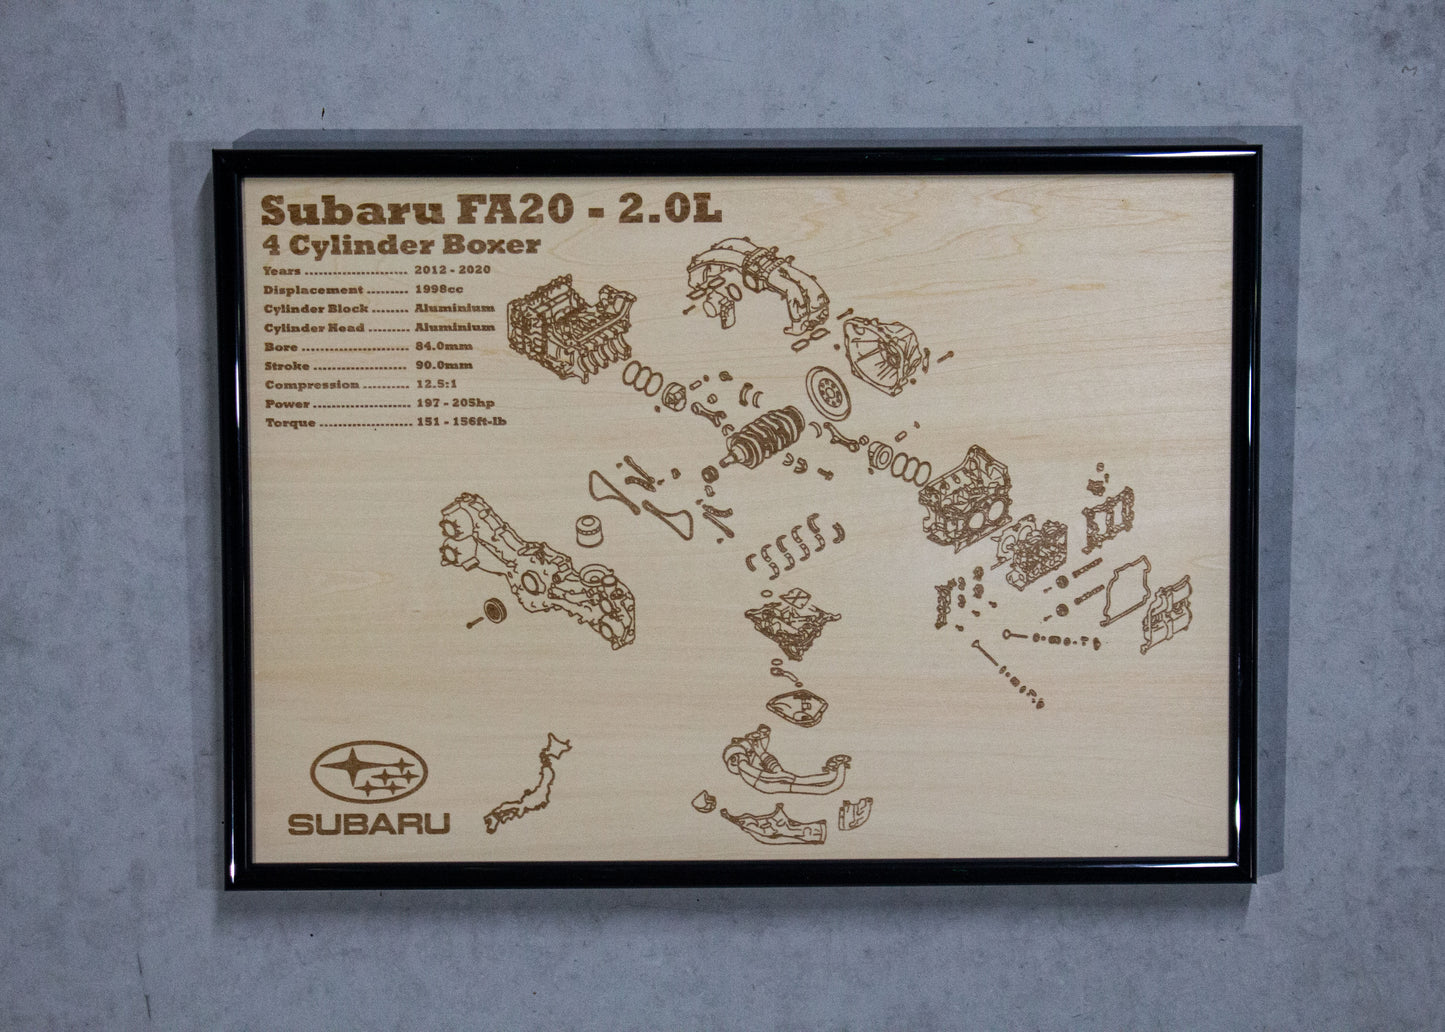 Subaru FA20 - 2.0L
4 Cylinder Boxer
Years ........................ 2012 - 2020
Displacement .......... 1998cc
Cylinder Block ......... Aluminium
Cylinder Head .......... Aluminium
Bore ......................... 84.0mm
Stroke ...................... 90.0mm
Compression ........... 12.5:1
Power ....................... 197 - 205hp
Torque ...................... 151 - 156ft-lb
SUBARU